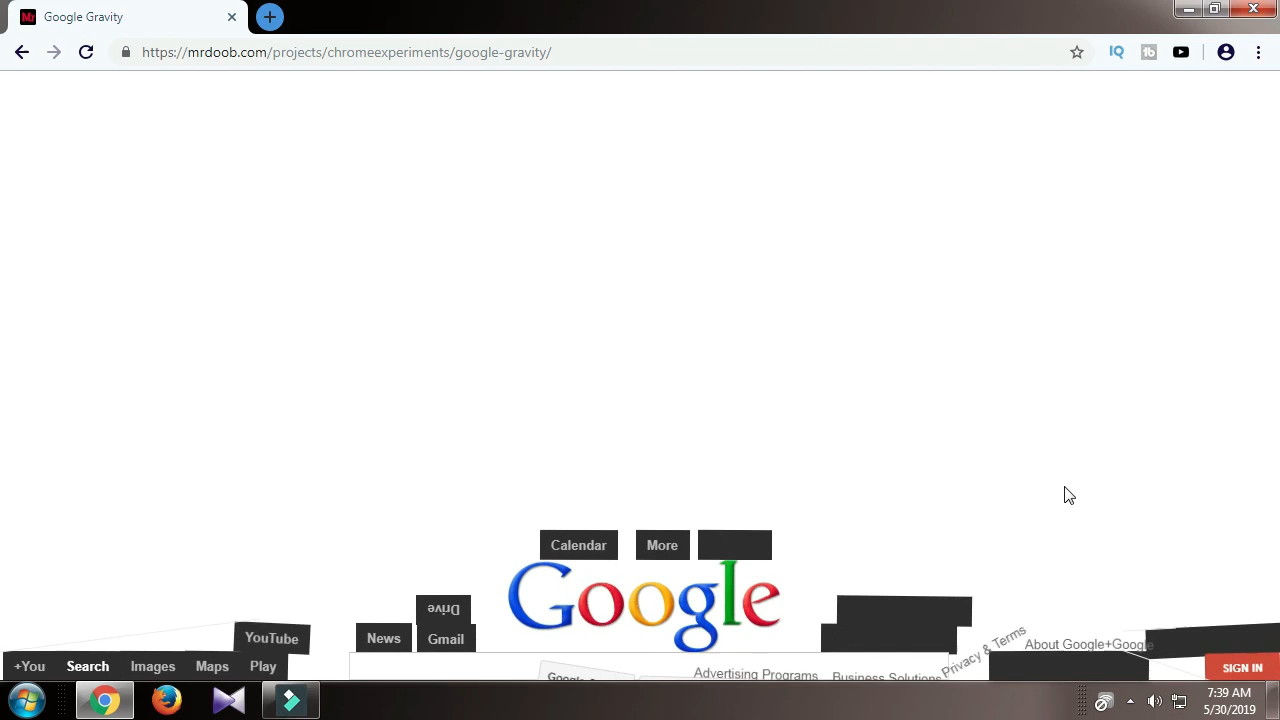 Google Gravity
https://mrdoob.com/projects/chromeexperiments/google-gravity/
Calendar More
Google
Drive
YouTube News Gmail
Privacy & Terms
About Google+Google
+You Search Images Maps Play
SIGN IN
Advertising Programs Business Solutions
7:39 AM
5/30/2019